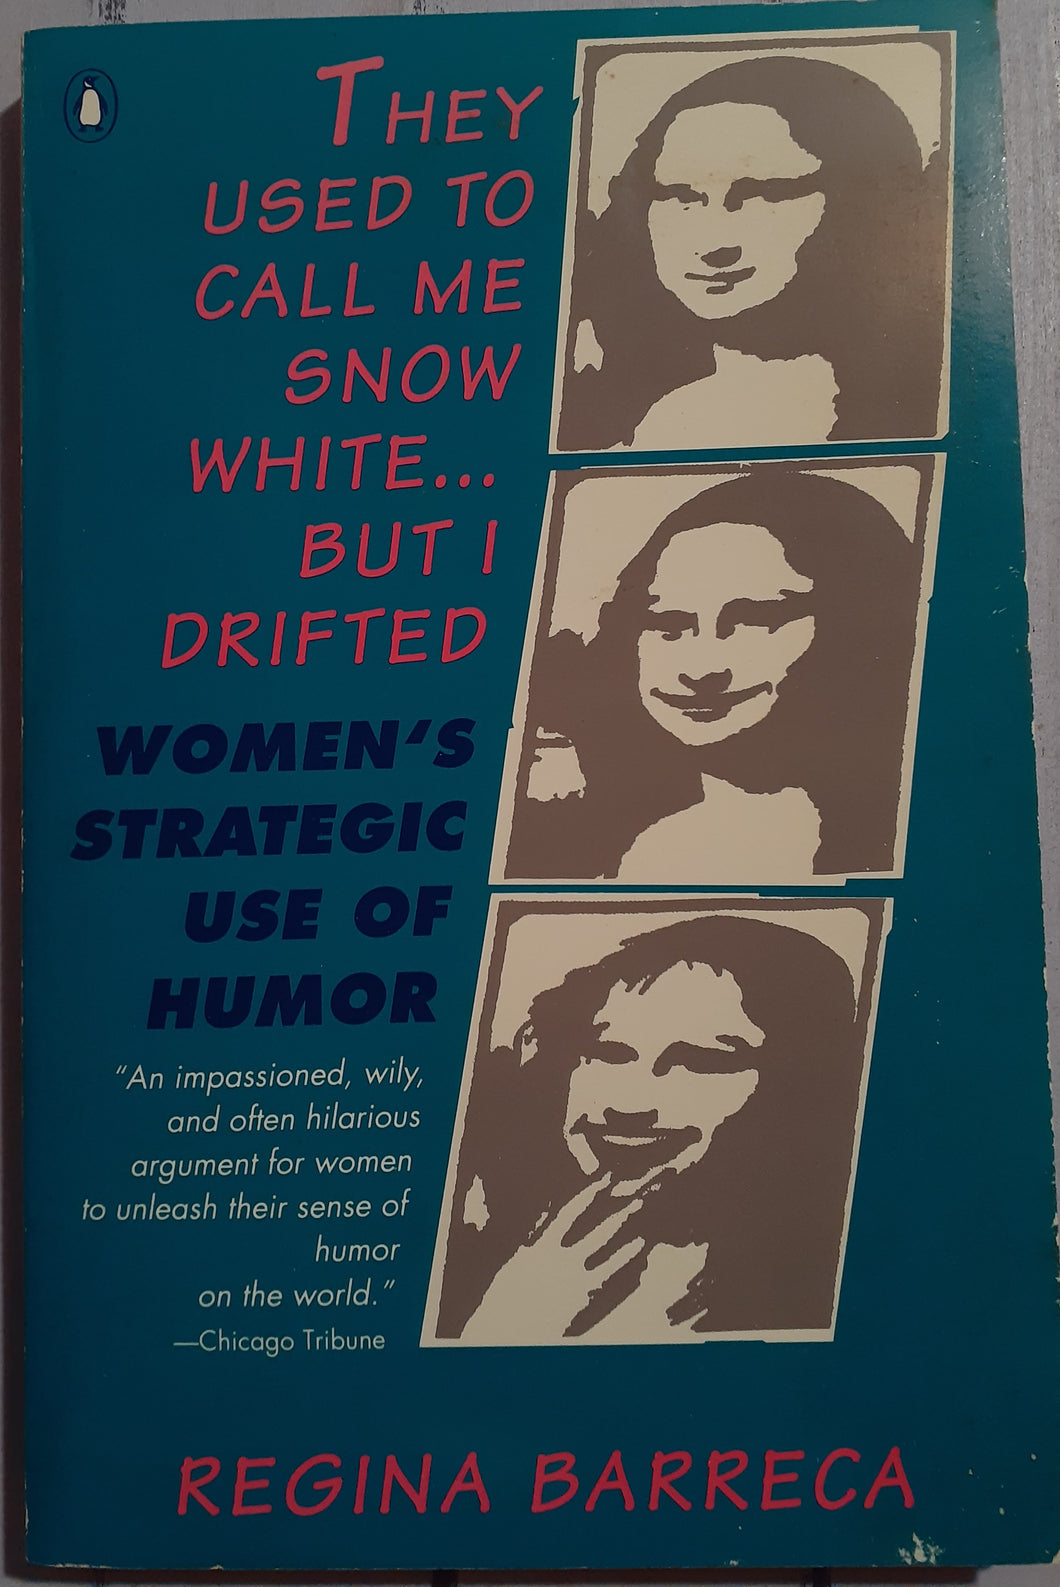 THEY
USED TO
CALL ME
SNOW
WHITE...
BUT I
DRIFTED
WOMEN'S
STRATEGIC
USE OF
HUMOR
"An impassioned, wily,
and often hilarious
argument for women
to unleash their sense of
humor
on the world."
—Chicago Tribune
REGINA BARRECA